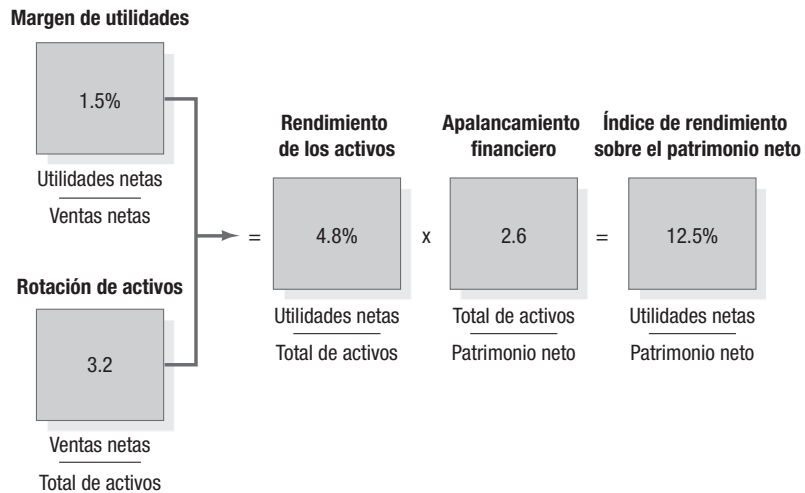 Margen de utilidades
1.5%
Utilidades netas
Ventas netas
Rotación de activos
3.2
Ventas netas
Total de activos
=
Rendimiento
de los activos
4.8%
Utilidades netas
Total de activos
x
Apalancamiento
financiero
2.6
Total de activos
Patrimonio neto
=
Índice de rendimiento
sobre el patrimonio neto
12.5%
Utilidades netas
Patrimonio neto